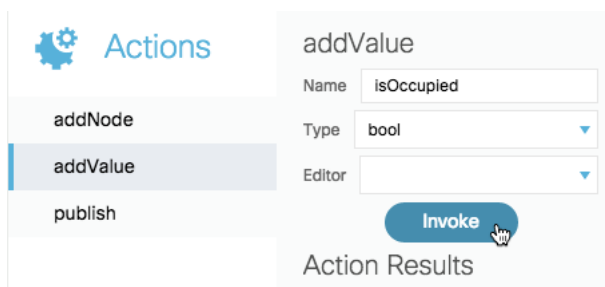 Actions
addNode
addValue
publish
addValue
Name isOccupied
Type bool
Editor
Invoke
Action Results